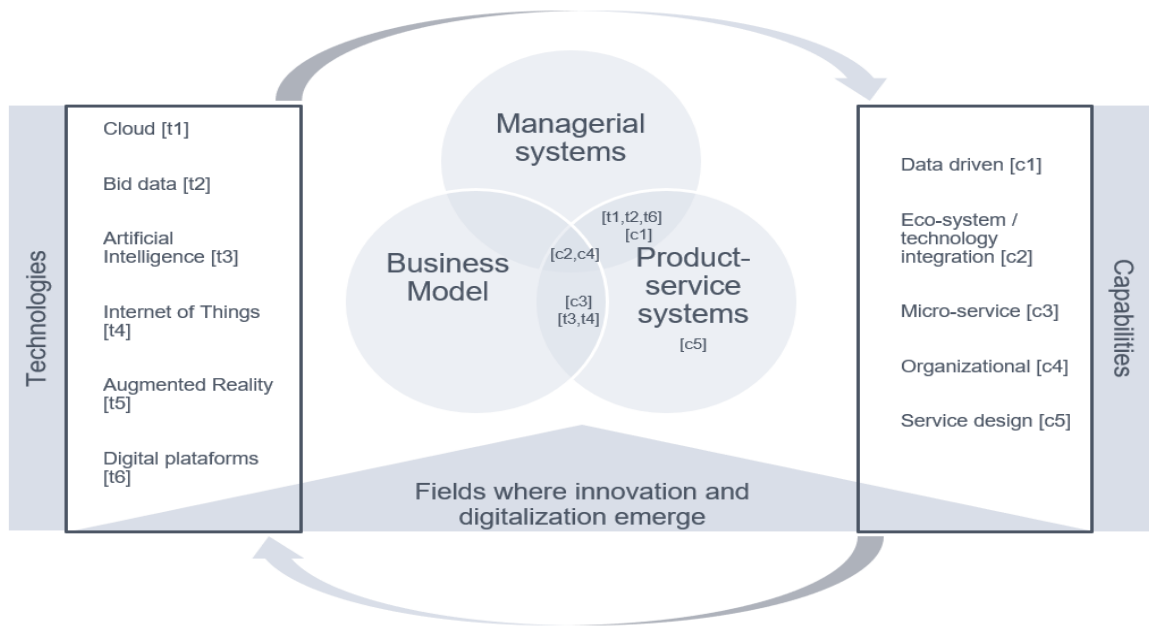 Technologies
Cloud [t1]
Bid data [t2]
Artificial
Intelligence [t3]
Internet of Things
[t4]
Augmented Reality
[t5]
Digital plataforms
[t6]
Managerial
systems
Business
Model
[t1,t2,t6]
[c1]
[c2,c4]
Product-
service
systems
[c3]
[t3,t4]
[c5]
Fields where innovation and
digitalization emerge
Data driven [c1]
Eco-system /
technology
integration [c2]
Micro-service [c3]
Organizational [c4]
Service design [c5]
Capabilities